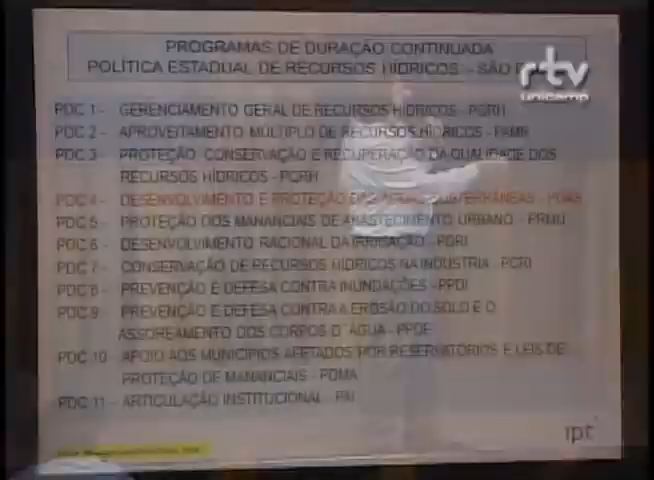 PROGRAMAS DE DURAÇÃO CONTINUADA
POLÍTICA ESTADUAL DE RECURSOS HÍDRICOS - SÃO
rtv
unicamp
PDC 1 - GERENCIAMENTO GERAL DE RECURSOS HÍDRICOS - PGRH
PDC 2 - APROVEITAMENTO MÚLTIPLO DE RECURSOS HÍDRICOS - PAMR
PDC 3 - PROTEÇÃO, CONSERVAÇÃO E RECUPERAÇÃO DA QUALIDADE DOS
RECURSOS HÍDRICOS - PQRH
PDC 4 - DESENVOLVIMENTO E PROTEÇÃO DAS ÁGUAS SUBTERRÂNEAS - PDAS
PDC 5 - PROTEÇÃO DOS MANANCIAIS DE ABASTECIMENTO URBANO - PRMU
PDC 6 - DESENVOLVIMENTO RACIONAL DA IRRIGAÇÃO - PDRI
PDC 7 - CONSERVAÇÃO DE RECURSOS HÍDRICOS NA INDÚSTRIA - PCRI
PDC 8 - PREVENÇÃO E DEFESA CONTRA INUNDAÇÕES - PPDI
PDC 9 - PREVENÇÃO E DEFESA CONTRA A EROSÃO DO SOLO E O
ASSOREAMENTO DOS CORPOS D´ÁGUA - PPDE
PDC 10 - APOIO AOS MUNICÍPIOS AFETADOS POR RESERVATÓRIOS E LEIS DE
PROTEÇÃO DE MANANCIAIS - PDMA
PDC 11 - ARTICULAÇÃO INSTITUCIONAL -
ipt